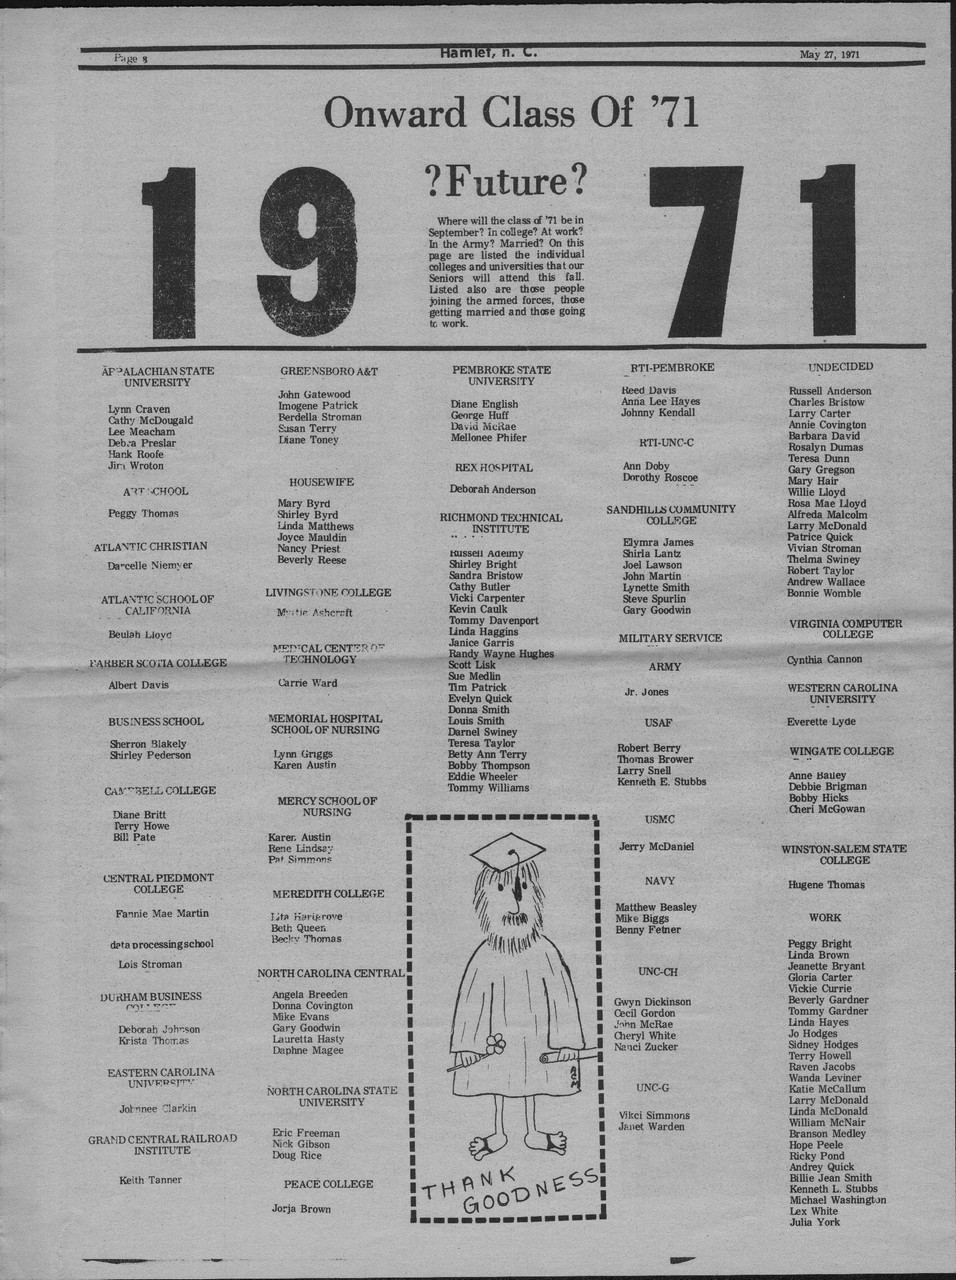 Page 8
Hamlet, n. C.
May 27, 1971
Onward Class Of '71
19
71
?Future?
Where will the class of '71 be in
September? In college? At work?
In the Army? Married? On this
page are listed the individual
colleges and universities that our
Seniors will attend this fall.
Listed also are those people
joining the armed forces, those
getting married and those going
to work.
APPALACHIAN STATE
UNIVERSITY
Lynn Craven
Cathy McDougald
Lee Meacham
Debra Preslar
Hank Roofe
Jim Wroton
ART SCHOOL
Peggy Thomas
ATLANTIC CHRISTIAN
Darcelle Niemyer
ATLANTIC SCHOOL OF
CALIFORNIA
Beulah Lloyd
BARBER SCOTIA COLLEGE
Albert Davis
BUSINESS SCHOOL
Sherron Blakely
Shirley Pederson
CAMPBELL COLLEGE
Diane Britt
Terry Howe
Bill Pate
CENTRAL PIEDMONT
COLLEGE
Fannie Mae Martin
data processing school
Lois Stroman
DURHAM BUSINESS
COLLEGE
Deborah Johnson
Krista Thomas
EASTERN CAROLINA
UNIVERSITY
Johnnee Clarkin
GRAND CENTRAL RAILROAD
INSTITUTE
Keith Tanner
GREENSBORO A&T
John Gatewood
Imogene Patrick
Berdella Stroman
Susan Terry
Diane Toney
HOUSEWIFE
Mary Byrd
Shirley Byrd
Linda Matthews
Joyce Mauldin
Nancy Priest
Beverly Reese
LIVINGSTONE COLLEGE
Myrtie Ashcroft
MEDICAL CENTER OF
TECHNOLOGY
Carrie Ward
MEMORIAL HOSPITAL
SCHOOL OF NURSING
Lynn Griggs
Karen Austin
MERCY SCHOOL OF
NURSING
Karen Austin
Rene Lindsay
Pat Simmons
MEREDITH COLLEGE
Lita Hargrove
Beth Queen
Becky Thomas
NORTH CAROLINA CENTRAL
Angela Breeden
Donna Covington
Mike Evans
Gary Goodwin
Lauretta Hasty
Daphne Magee
NORTH CAROLINA STATE
UNIVERSITY
Eric Freeman
Nick Gibson
Doug Rice
PEACE COLLEGE
Jorja Brown
PEMBROKE STATE
UNIVERSITY
Diane English
George Huff
David McRae
Mellonee Phifer
REX HOSPITAL
Deborah Anderson
RICHMOND TECHNICAL
INSTITUTE
Russell Adeimy
Shirley Bright
Sandra Bristow
Cathy Butler
Vicki Carpenter
Kevin Caulk
Tommy Davenport
Linda Haggins
Janice Garris
Randy Wayne Hughes
Scott Lisk
Sue Medlin
Tim Patrick
Evelyn Quick
Donna Smith
Louis Smith
Darnel Swiney
Teresa Taylor
Betty Ann Terry
Bobby Thompson
Eddie Wheeler
Tommy Williams
ACM
THANK
GOODNESS
RTI-PEMBROKE
Reed Davis
Anna Lee Hayes
Johnny Kendall
RTI-UNC-C
Ann Doby
Dorothy Roscoe
SANDHILLS COMMUNITY
COLLEGE
Elymra James
Shirla Lantz
Joel Lawson
John Martin
Lynette Smith
Steve Spurlin
Gary Goodwin
MILITARY SERVICE
ARMY
Jr. Jones
USAF
Robert Berry
Thomas Brower
Larry Snell
Kenneth E. Stubbs
USMC
Jerry McDaniel
NAVY
Matthew Beasley
Mike Biggs
Benny Fetner
UNC-CH
Gwyn Dickinson
Cecil Gordon
John McRae
Cheryl White
Nanci Zucker
UNC-G
Vikci Simmons
Janet Warden
UNDECIDED
Russell Anderson
Charles Bristow
Larry Carter
Annie Covington
Barbara David
Rosalyn Dumas
Teresa Dunn
Gary Gregson
Mary Hair
Willie Lloyd
Rosa Mae Lloyd
Alfreda Malcolm
Larry McDonald
Patrice Quick
Vivian Stroman
Thelma Swiney
Robert Taylor
Andrew Wallace
Bonnie Womble
VIRGINIA COMPUTER
COLLEGE
Cynthia Cannon
WESTERN CAROLINA
UNIVERSITY
Everette Lyde
WINGATE COLLEGE
Anne Bailey
Debbie Brigman
Bobby Hicks
Cheri McGowan
WINSTON-SALEM STATE
COLLEGE
Hugene Thomas
WORK
Peggy Bright
Linda Brown
Jeanette Bryant
Gloria Carter
Vickie Currie
Beverly Gardner
Tommy Gardner
Linda Hayes
Jo Hodges
Sidney Hodges
Terry Howell
Raven Jacobs
Wanda Leviner
Katie McCallum
Larry McDonald
Linda McDonald
William McNair
Branson Medley
Hope Peele
Ricky Pond
Andrey Quick
Billie Jean Smith
Kenneth L. Stubbs
Michael Washington
Lex White
Julia York